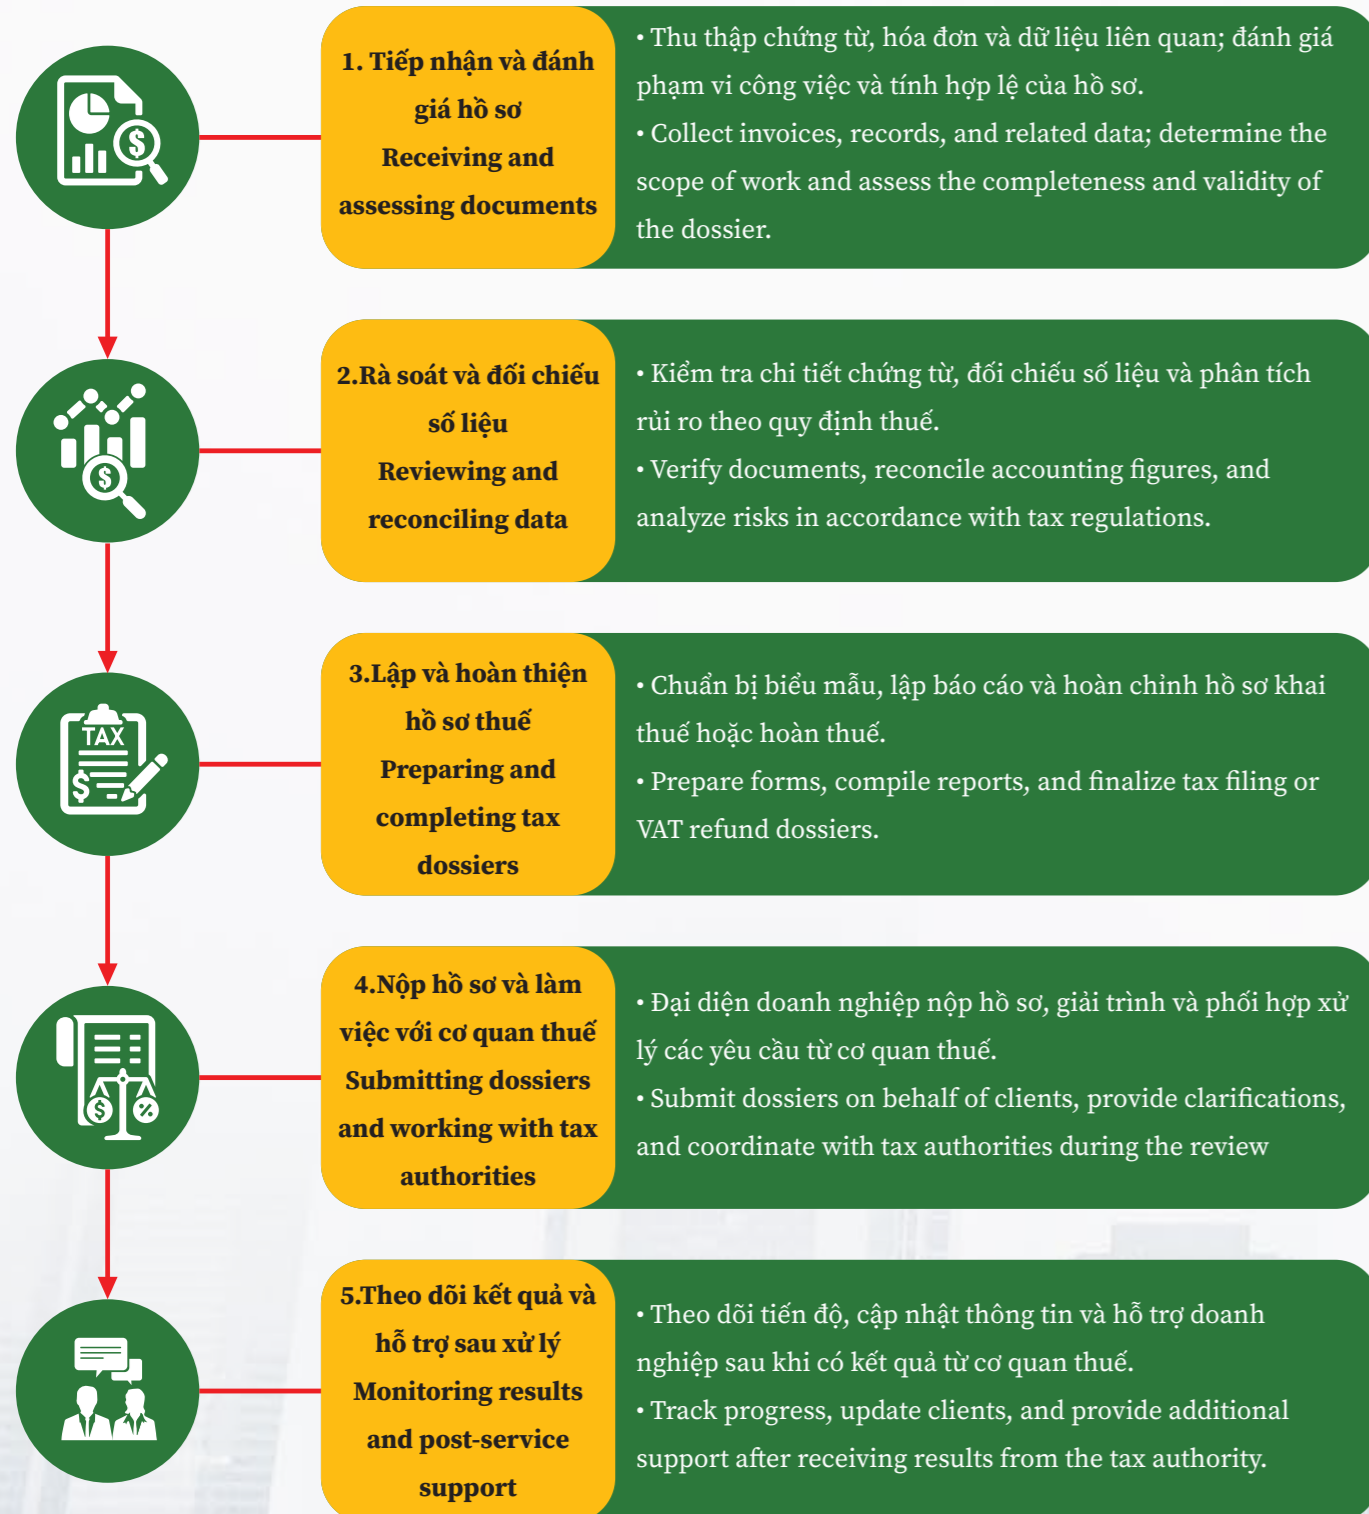 1. Tiếp nhận và đánh
giá hồ sơ
Receiving and
assessing documents
• Thu thập chứng từ, hóa đơn và dữ liệu liên quan; đánh giá
phạm vi công việc và tính hợp lệ của hồ sơ.
• Collect invoices, records, and related data; determine the
scope of work and assess the completeness and validity of
the dossier.
2.Rà soát và đối chiếu
số liệu
Reviewing and
reconciling data
• Kiểm tra chi tiết chứng từ, đối chiếu số liệu và phân tích
rủi ro theo quy định thuế.
• Verify documents, reconcile accounting figures, and
analyze risks in accordance with tax regulations.
TAX
3.Lập và hoàn thiện
hồ sơ thuế
Preparing and
completing tax
dossiers
• Chuẩn bị biểu mẫu, lập báo cáo và hoàn chỉnh hồ sơ khai
thuế hoặc hoàn thuế.
• Prepare forms, compile reports, and finalize tax filing or
VAT refund dossiers.
4.Nộp hồ sơ và làm
việc với cơ quan thuế
Submitting dossiers
and working with tax
authorities
• Đại diện doanh nghiệp nộp hồ sơ, giải trình và phối hợp xử
lý các yêu cầu từ cơ quan thuế.
• Submit dossiers on behalf of clients, provide clarifications,
and coordinate with tax authorities during the review
5.Theo dõi kết quả và
hỗ trợ sau xử lý
Monitoring results
and post-service
support
• Theo dõi tiến độ, cập nhật thông tin và hỗ trợ doanh
nghiệp sau khi có kết quả từ cơ quan thuế.
• Track progress, update clients, and provide additional
support after receiving results from the tax authority.